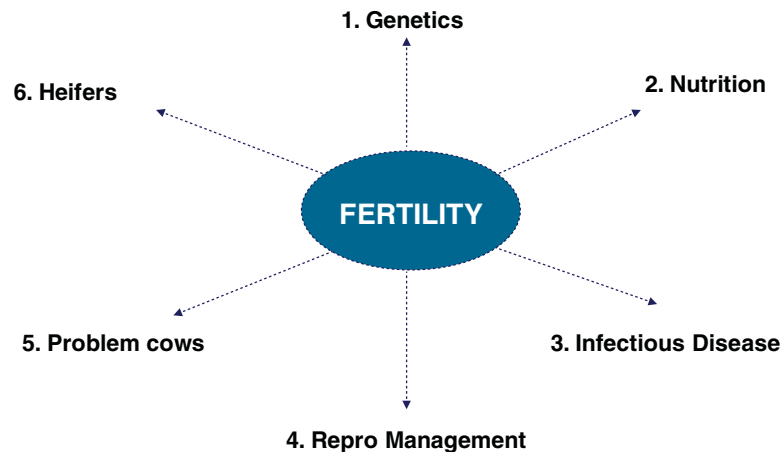 1. Genetics
6. Heifers
2. Nutrition
FERTILITY
5. Problem cows
3. Infectious Disease
4. Repro Management